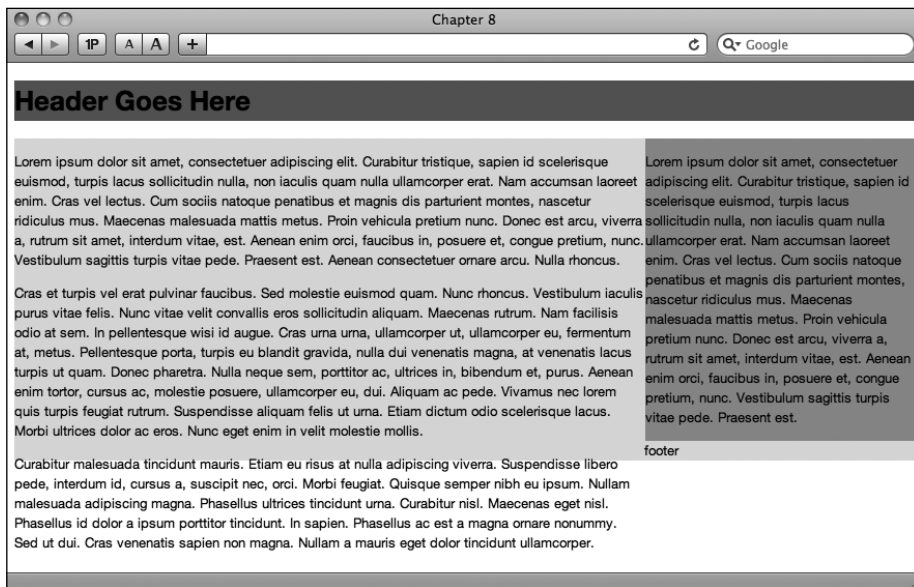 Chapter 8
1P
A
A
+
Google
Header Goes Here
Lorem ipsum dolor sit amet, consectetuer adipiscing elit. Curabitur tristique, sapien id scelerisque
euismod, turpis lacus sollicitudin nulla, non iaculis quam nulla ullamcorper erat. Nam accumsan laoreet
enim. Cras vel lectus. Cum sociis natoque penatibus et magnis dis parturient montes, nascetur
ridiculus mus. Maecenas malesuada mattis metus. Proin vehicula pretium nunc. Donec est arcu, viverra
a, rutrum sit amet, interdum vitae, est. Aenean enim orci, faucibus in, posuere et, congue pretium, nunc.
Vestibulum sagittis turpis vitae pede. Praesent est. Aenean consectetuer ornare arcu. Nulla rhoncus.
Cras et turpis vel erat pulvinar faucibus. Sed molestie euismod quam. Nunc rhoncus. Vestibulum iaculis
purus vitae felis. Nunc vitae velit convallis eros sollicitudin aliquam. Maecenas rutrum. Nam facilisis
odio at sem. In pellentesque wisi id augue. Cras urna urna, ullamcorper ut, ullamcorper eu, fermentum
at, metus. Pellentesque porta, turpis eu blandit gravida, nulla dui venenatis magna, at venenatis lacus
turpis ut quam. Donec pharetra. Nulla neque sem, porttitor ac, ultrices in, bibendum et, purus. Aenean
enim tortor, cursus ac, molestie posuere, ullamcorper eu, dui. Aliquam ac pede. Vivamus nec lorem
quis turpis feugiat rutrum. Suspendisse aliquam felis ut urna. Etiam dictum odio scelerisque lacus.
Morbi ultrices dolor ac eros. Nunc eget enim in velit molestie mollis.
Curabitur malesuada tincidunt mauris. Etiam eu risus at nulla adipiscing viverra. Suspendisse libero
pede, interdum id, cursus a, suscipit nec, orci. Morbi feugiat. Quisque semper nibh eu ipsum. Nullam
malesuada adipiscing magna. Phasellus ultrices tincidunt urna. Curabitur nisl. Maecenas eget nisl.
Phasellus id dolor a ipsum porttitor tincidunt. In sapien. Phasellus ac est a magna ornare nonummy.
Sed ut dui. Cras venenatis sapien non magna. Nullam a mauris eget dolor tincidunt ullamcorper.
Lorem ipsum dolor sit amet, consectetuer
adipiscing elit. Curabitur tristique, sapien id
scelerisque euismod, turpis lacus
sollicitudin nulla, non iaculis quam nulla
ullamcorper erat. Nam accumsan laoreet
enim. Cras vel lectus. Cum sociis natoque
penatibus et magnis dis parturient montes,
nascetur ridiculus mus. Maecenas
malesuada mattis metus. Proin vehicula
pretium nunc. Donec est arcu, viverra a,
rutrum sit amet, interdum vitae, est. Aenean
enim orci, faucibus in, posuere et, congue
pretium, nunc. Vestibulum sagittis turpis
vitae pede. Praesent est.
footer